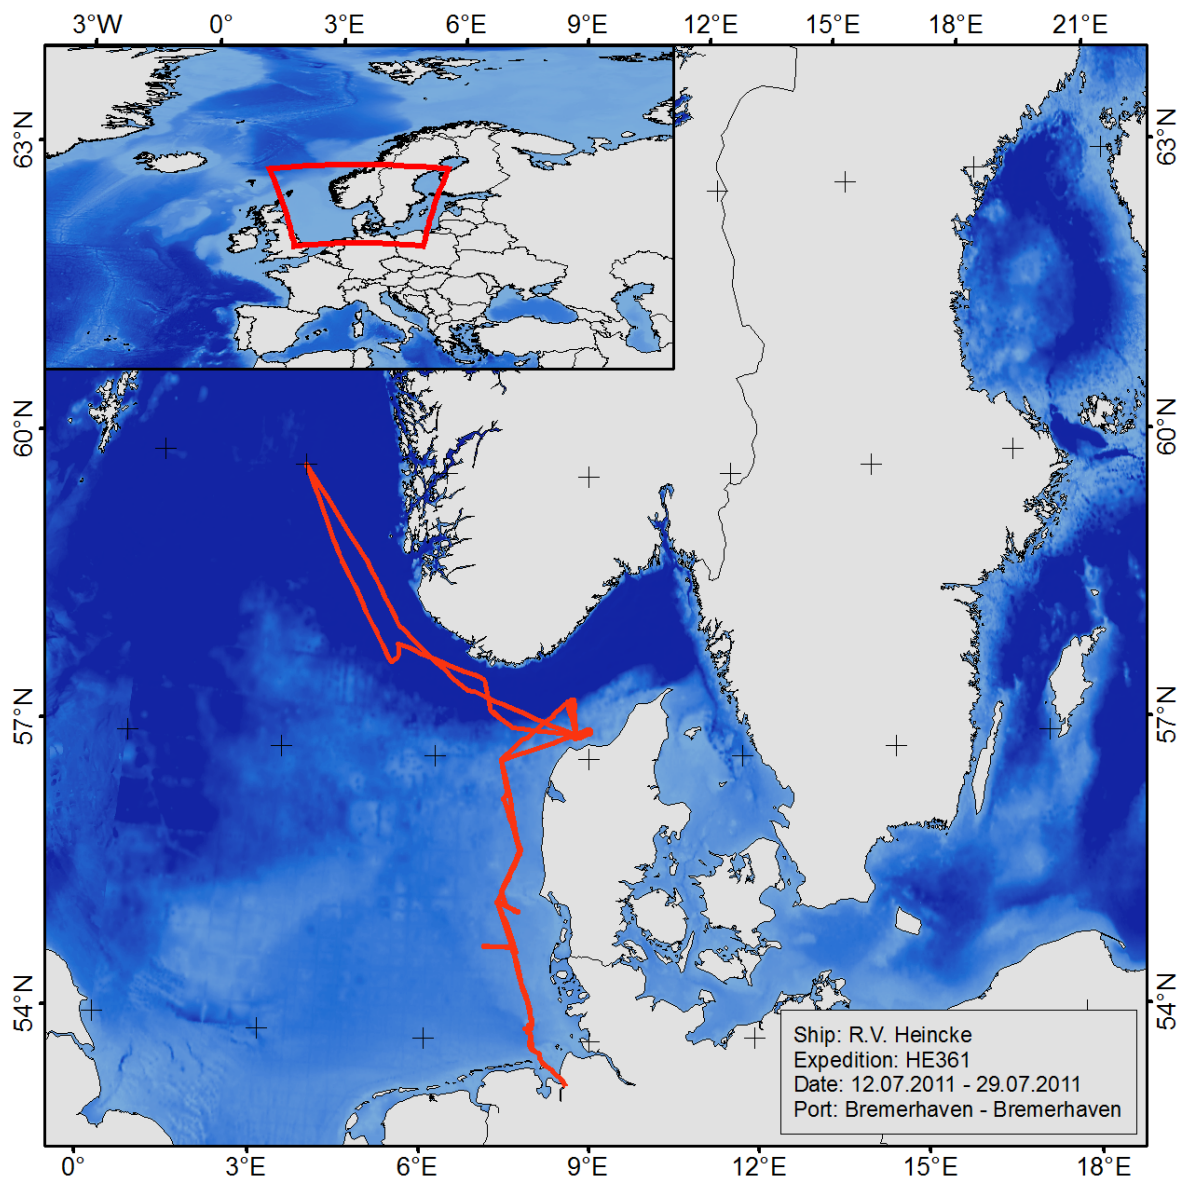 3°W 0° 3°E 6°E 9°E 12°E 15°E 18°E 21°E
63°N 63°N
60°N 60°N
57°N 57°N
54°N 54°N
Ship: R.V. Heincke
Expedition: HE361
Date: 12.07.2011 - 29.07.2011
Port: Bremerhaven - Bremerhaven
0° 3°E 6°E 9°E 12°E 15°E 18°E